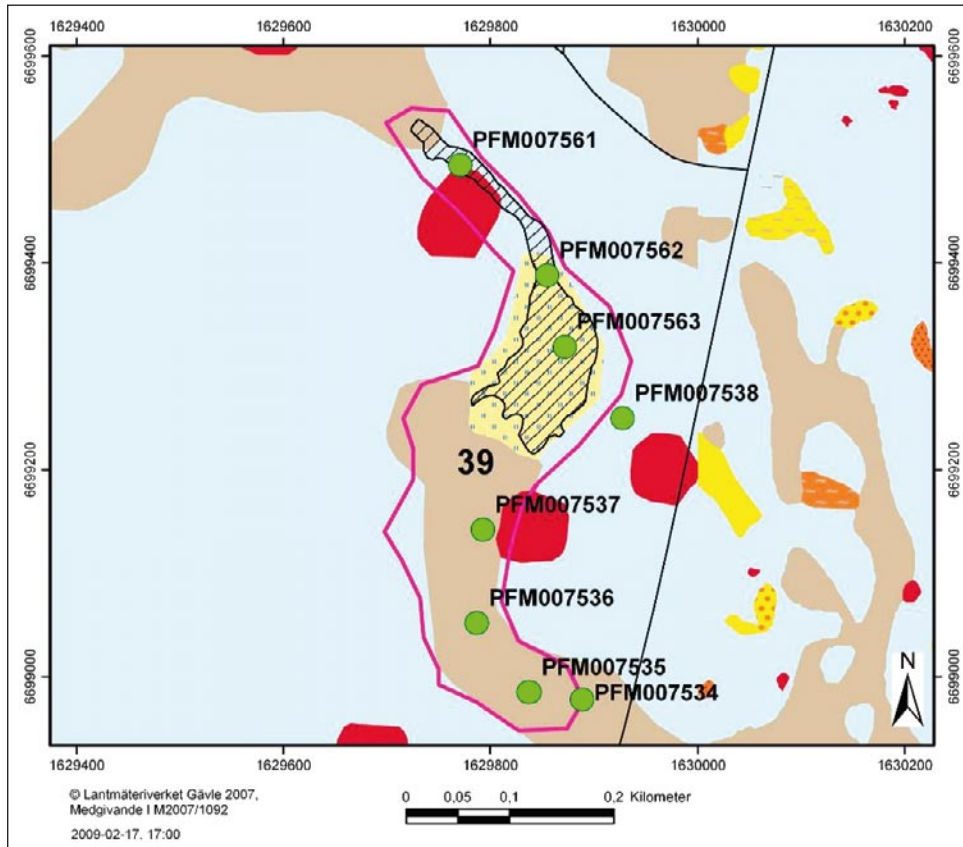 1629400 1629600 1629800 1630000 1630200
6699600 6699600
PFM007561
6699400 PFM007562 6699400
PFM007563
PFM007538
6699200 39 6699200
PFM007537
PFM007536
PFM007535
6699000 PFM007534 6699000
N
1629400 1629600 1629800 1630000 1630200
© Lantmäteriverket Gävle 2007,
Medgivande I M2007/1092
2009-02-17. 17:00
0 0,05 0,1 0,2 Kilometer